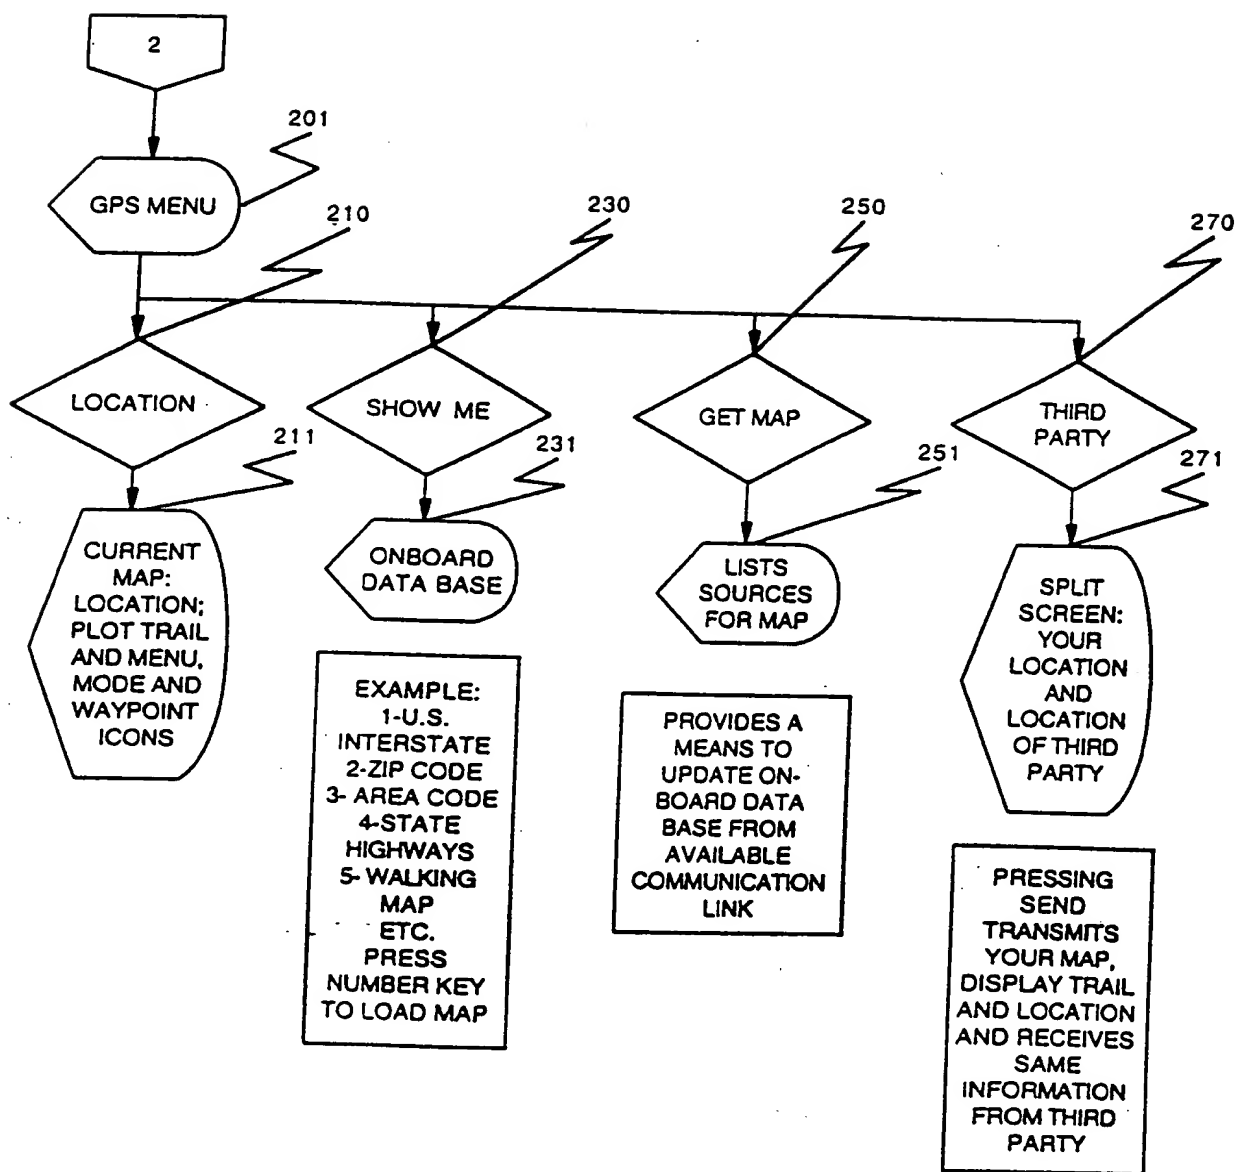 2
201
GPS MENU
210
230
250
270
LOCATION
SHOW ME
GET MAP
THIRD
PARTY
211
231
251
271
CURRENT
MAP:
LOCATION;
PLOT TRAIL
AND MENU,
MODE AND
WAYPOINT
ICONS
ONBOARD
DATA BASE
LISTS
SOURCES
FOR MAP
SPLIT
SCREEN:
YOUR
LOCATION
AND
LOCATION
OF THIRD
PARTY
EXAMPLE:
1-U.S.
INTERSTATE
2-ZIP CODE
3- AREA CODE
4-STATE
HIGHWAYS
5- WALKING
MAP
ETC.
PRESS
NUMBER KEY
TO LOAD MAP
PROVIDES A
MEANS TO
UPDATE ON-
BOARD DATA
BASE FROM
AVAILABLE
COMMUNICATION
LINK
PRESSING
SEND
TRANSMITS
YOUR MAP,
DISPLAY TRAIL
AND LOCATION
AND RECEIVES
SAME
INFORMATION
FROM THIRD
PARTY